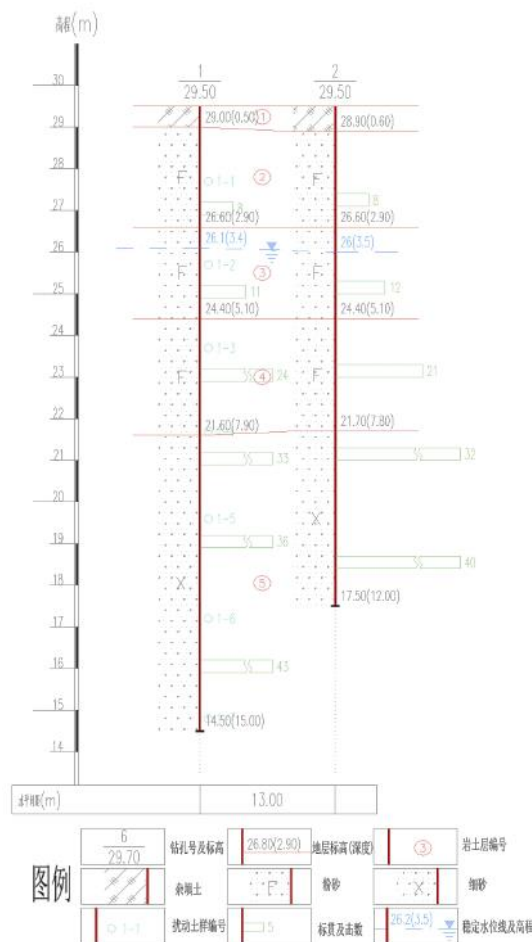 高程(m)
1 2
30 29.50 29.50
29.00(0.50) ① 28.90(0.60)
29
28 F 1-1 ② F
27 8 8
26.60(2.90) 26.60(2.90)
26.1(3.4) 26(3.5)
26 F 1-2 ③ F
25 11 12
24.40(5.10) 24.40(5.10)
24 1-3
23 F 24 ④ F 21
22 21.60(7.90) 21.70(7.80)
21 33 32
20 1-5 X
19 36 40
18 X ⑤
17.50(12.00)
17 1-6
16 43
15 14.50(15.00)
14
水平间距(m) 13.00
图例
6
29.70 钻孔号及标高 26.80(2.90) 地层标高(深度) ③ 岩土层编号
杂填土 F 粉砂 X 细砂
1-1 扰动土样编号 5 标贯及击数 26.2(3.5) 稳定水位线及高程